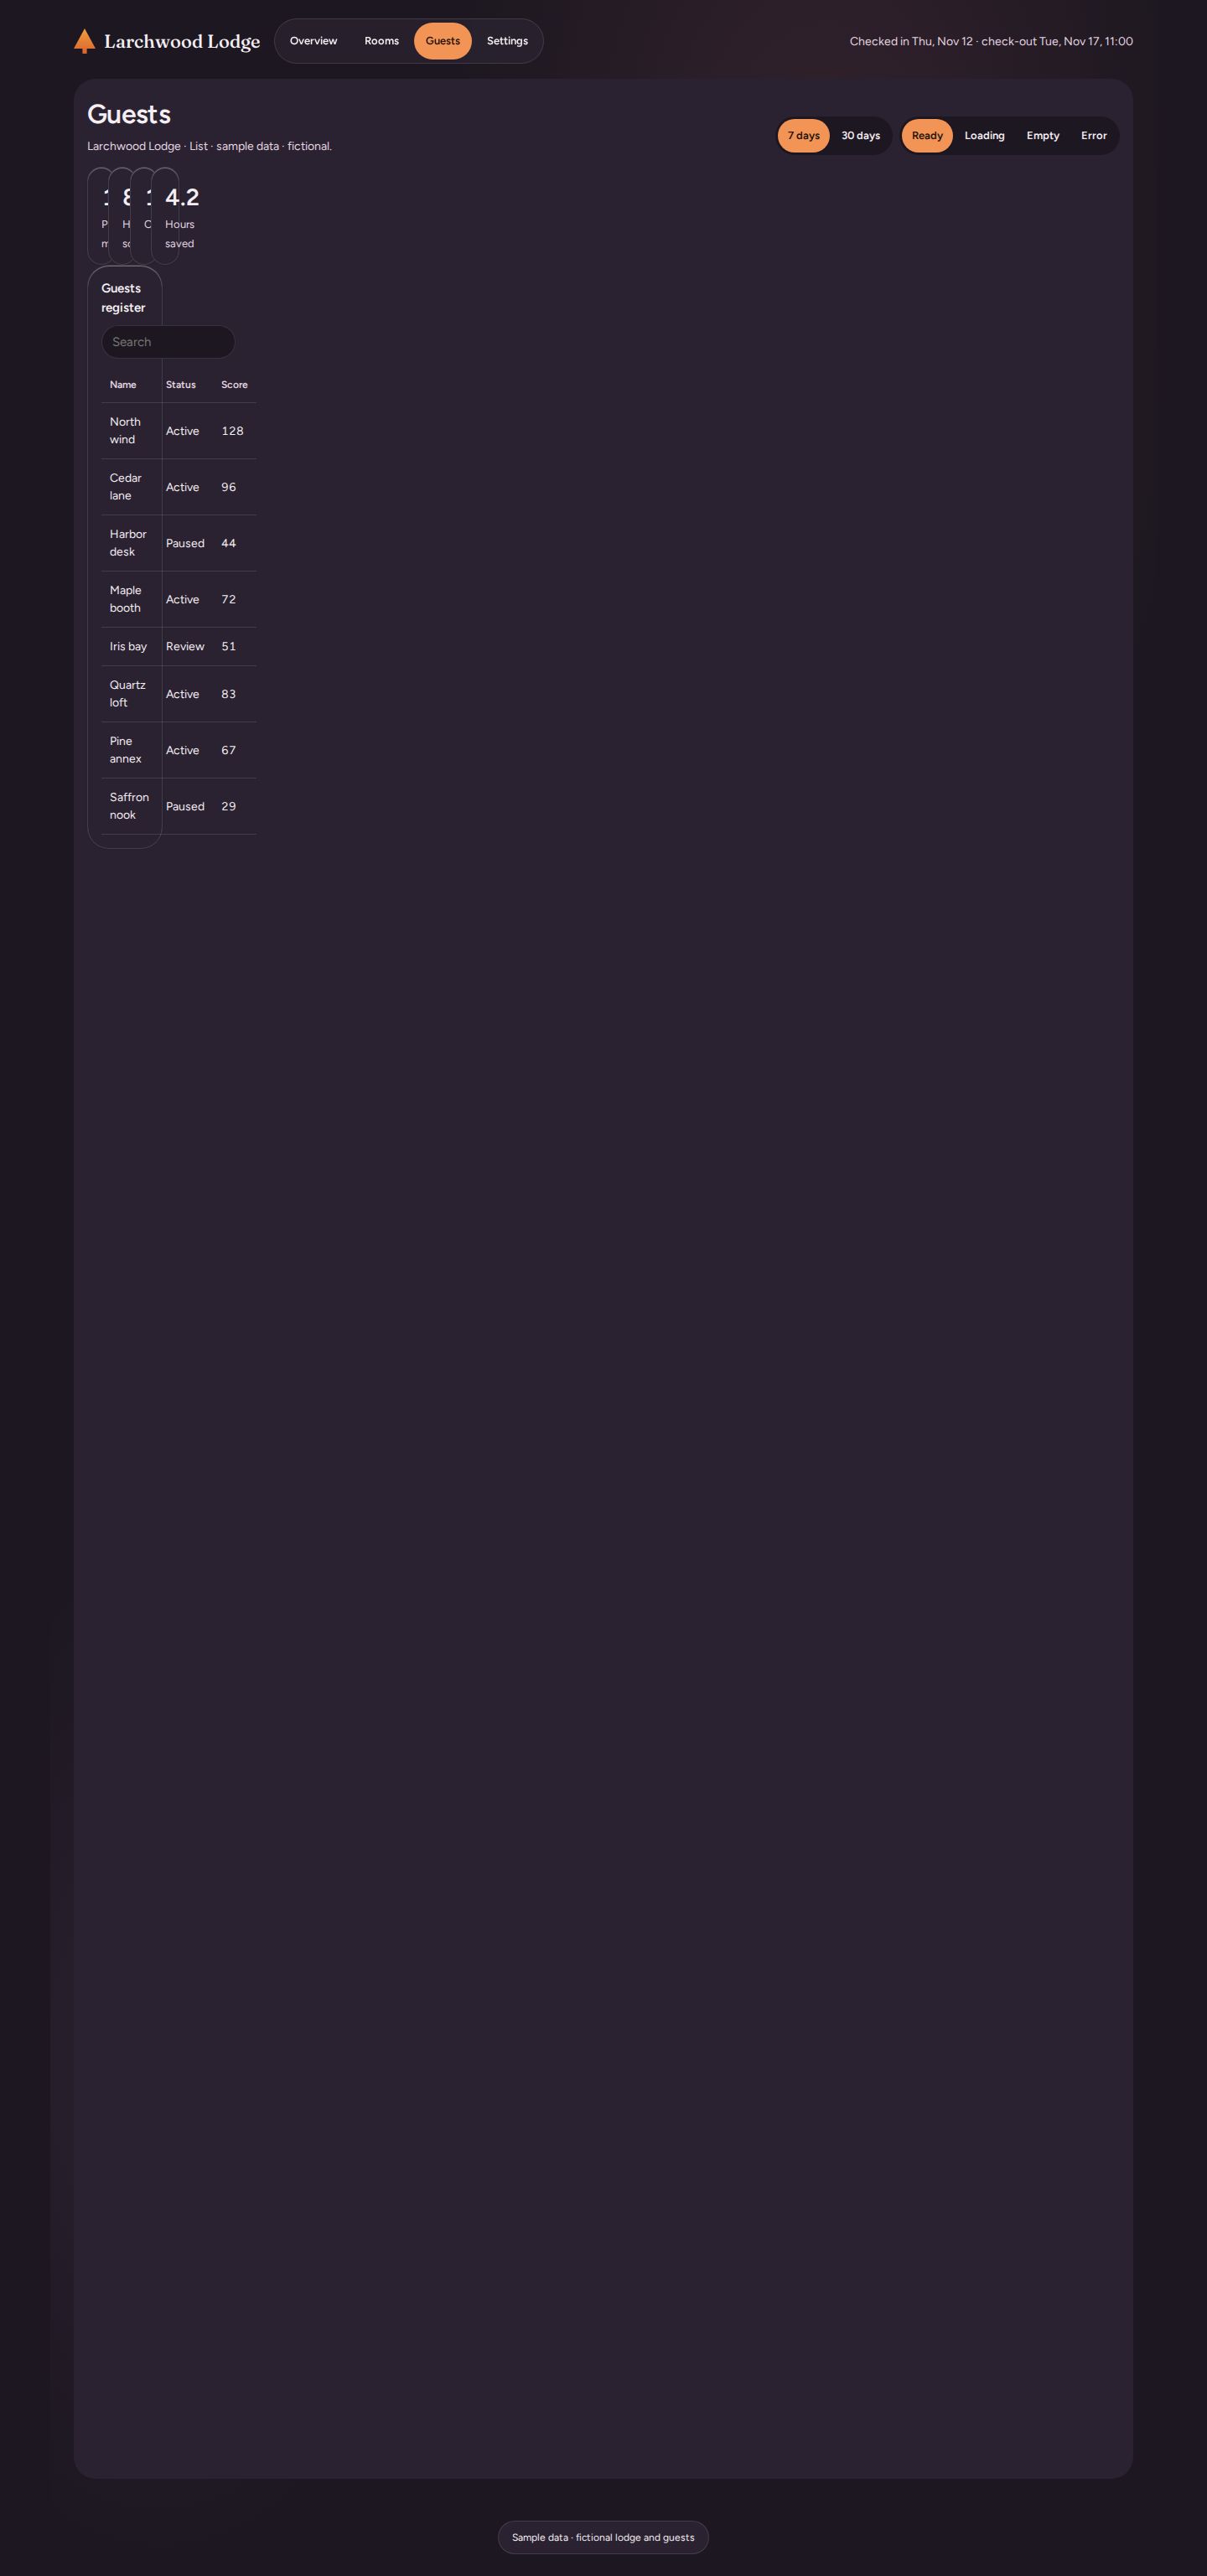 Larchwood Lodge
Overview
Rooms
Guests
Settings
Checked in Thu, Nov 12 · check-out Tue, Nov 17, 11:00
Guests
Larchwood Lodge · List · sample data · fictional.
7 days
30 days
Ready
Loading
Empty
Error
4.2
Hours
saved
Guests
register
Search
Name Status Score
North
wind
Active 128
Cedar
lane
Active 96
Harbor
desk
Paused 44
Maple
booth
Active 72
Iris bay Review 51
Quartz
loft
Active 83
Pine
annex
Active 67
Saffron
nook
Paused 29
Sample data · fictional lodge and guests